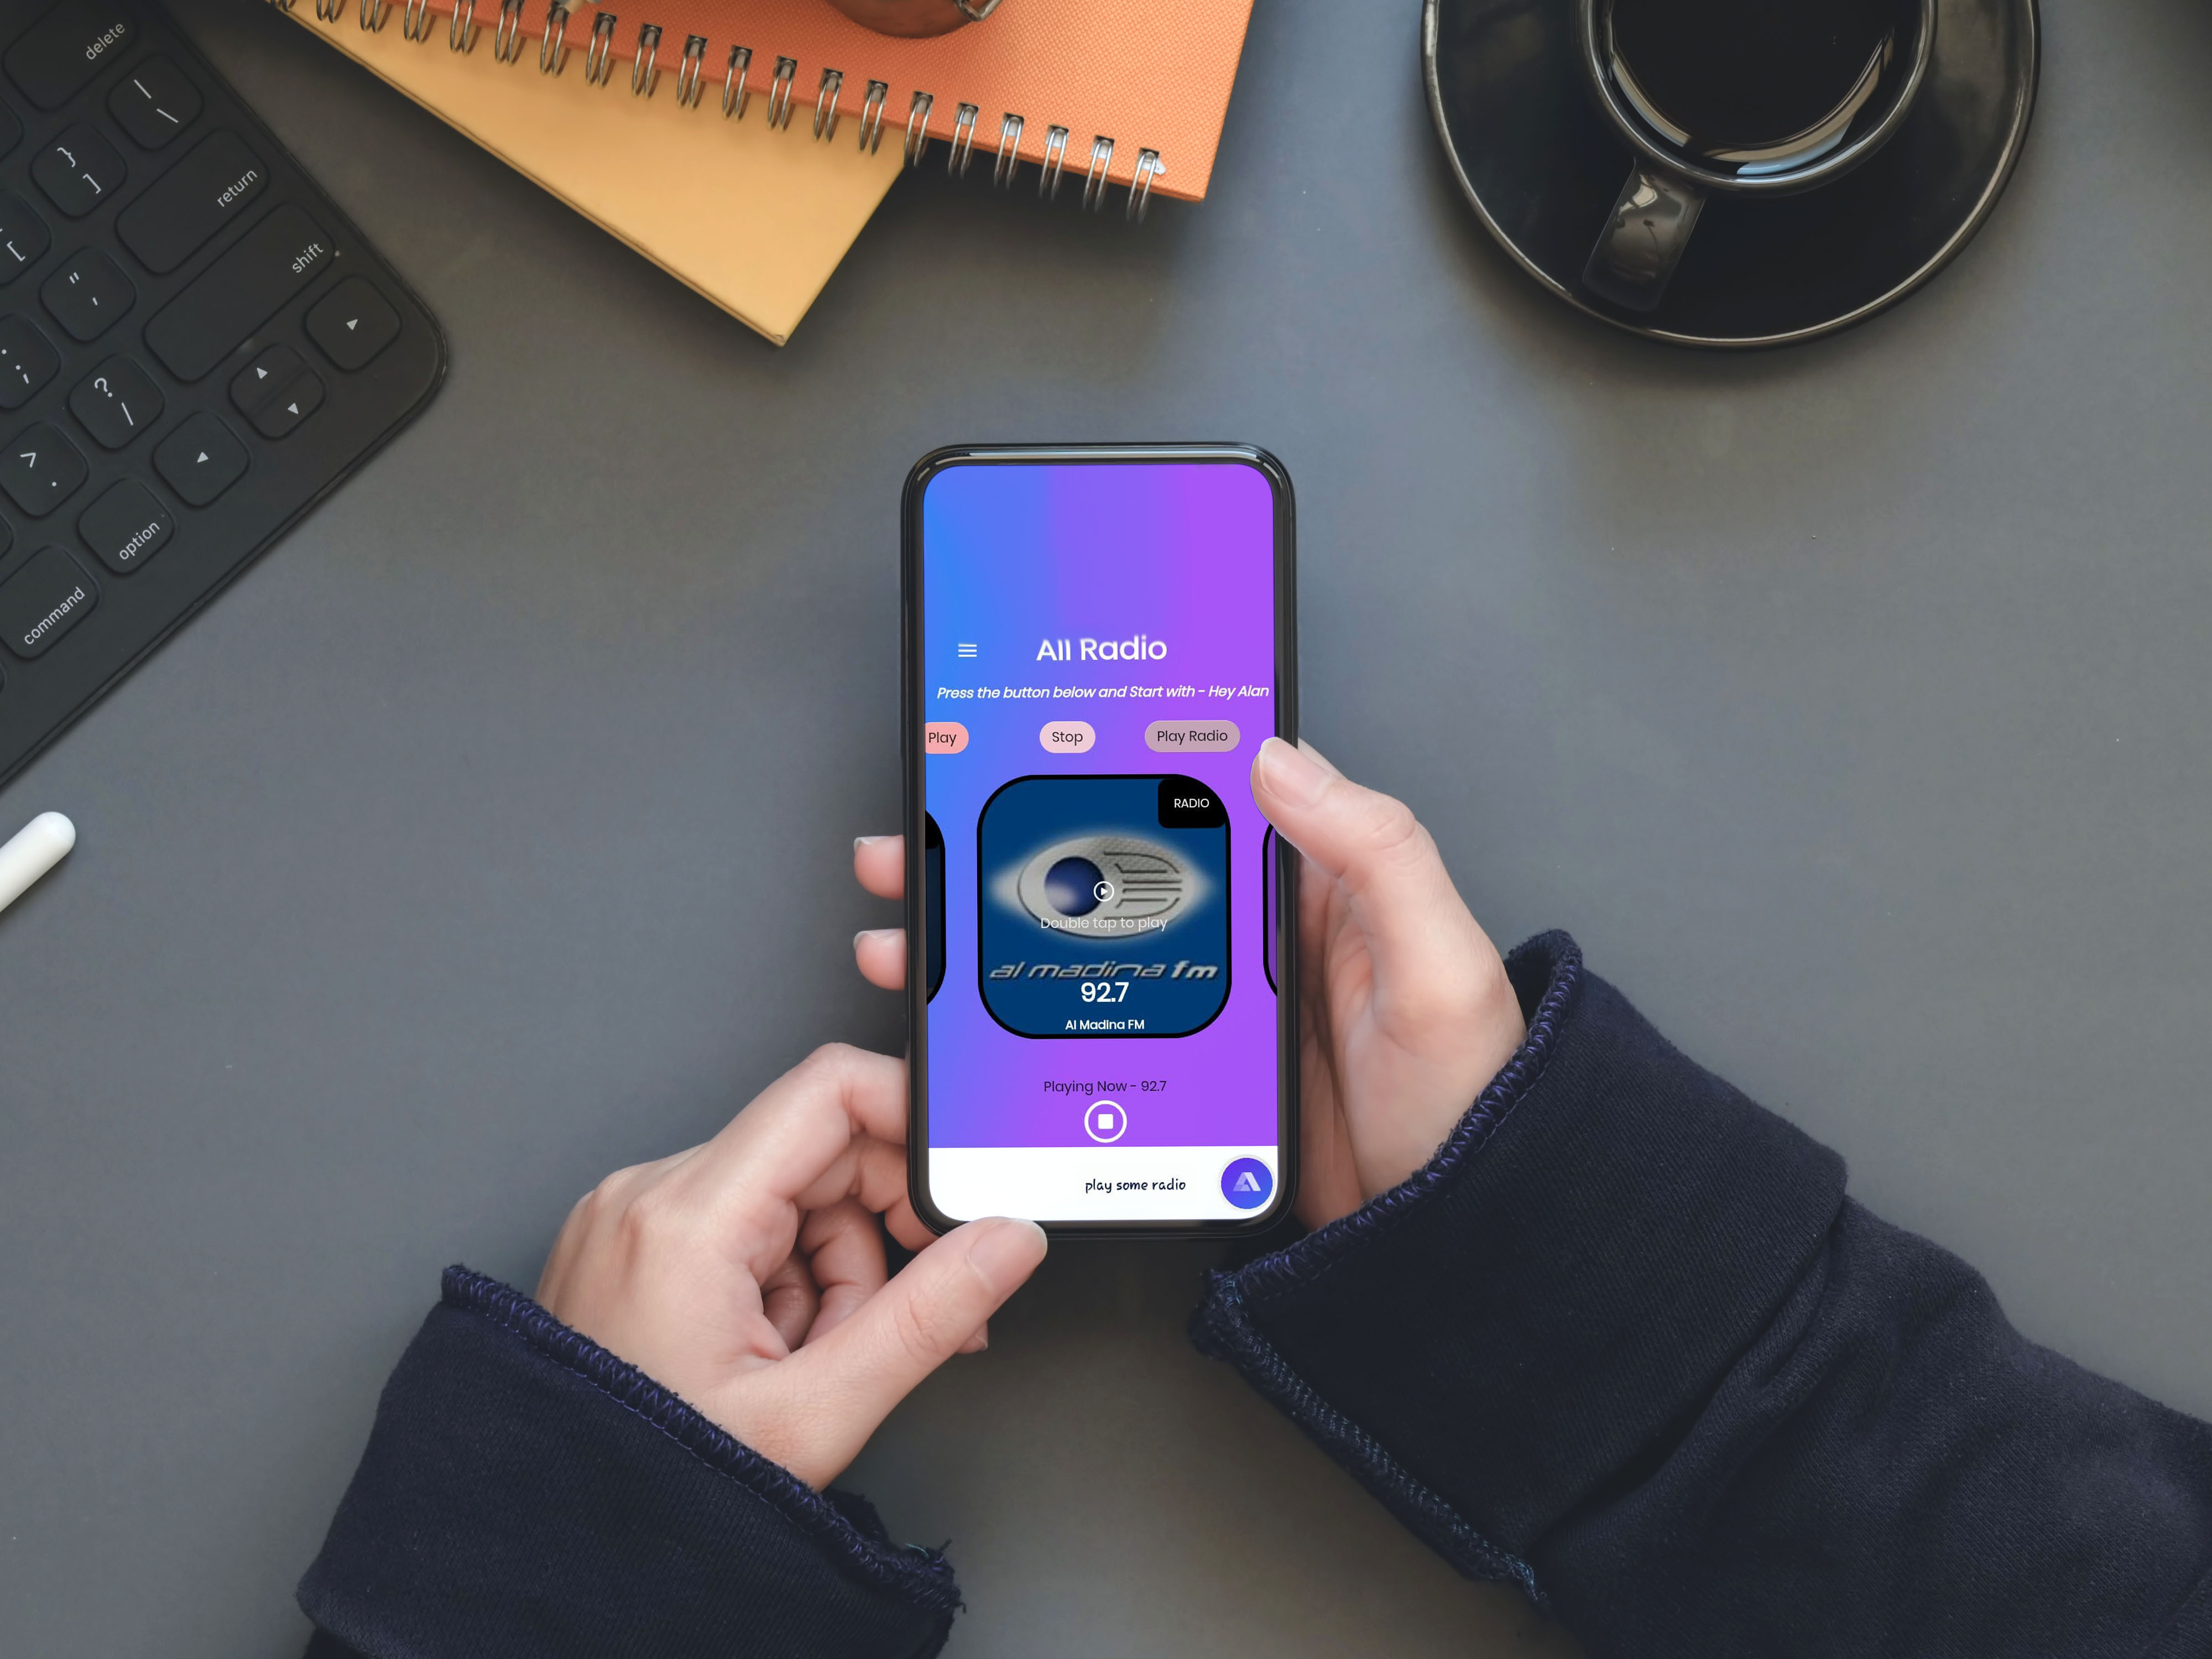 delete
|
\
}
]
return
[
"
'
shift
;
?
/
>
.
option
command
All Radio
Press the button below and Start with - Hey Alan
Play
Stop
Play Radio
RADIO
Double tap to play
al madina fm
92.7
Al Madina FM
Playing Now - 92.7
play some radio